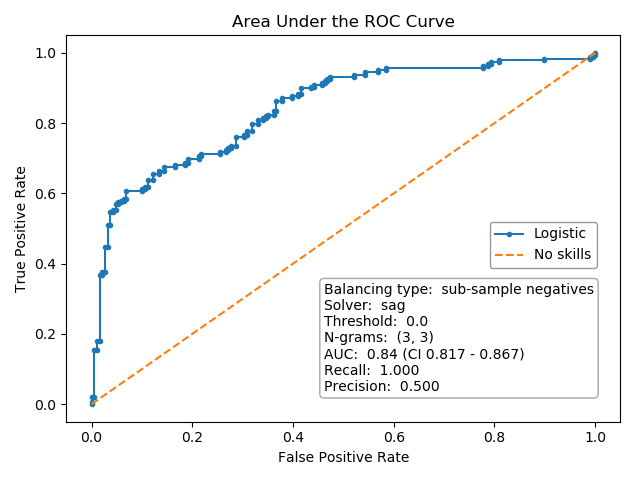 Area Under the ROC Curve
True Positive Rate
1.0
0.8
0.6
0.4
0.2
0.0
Logistic
No skills
Balancing type:  sub-sample negatives
Solver:  sag
Threshold:  0.0
N-grams:  (3, 3)
AUC:  0.84 (CI 0.817 - 0.867)
Recall:  1.000
Precision:  0.500
0.0 0.2 0.4 0.6 0.8 1.0
False Positive Rate